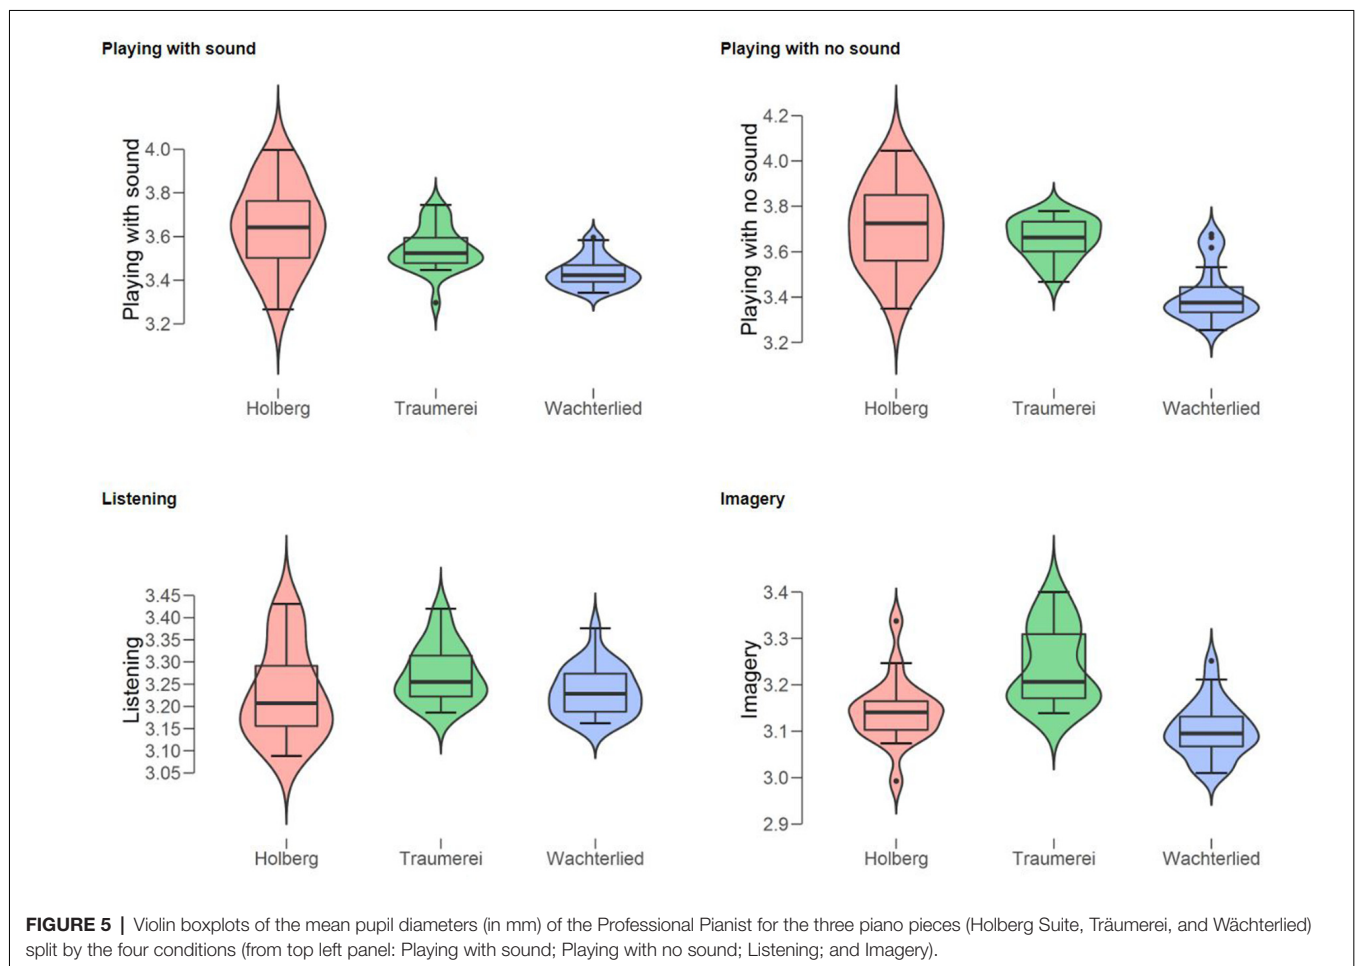 Playing with sound
Playing with no sound
Playing with sound
4.0
3.8
3.6
3.4
3.2
Holberg
Traumerei
Wachterlied
Playing with no sound
4.2
4.0
3.8
3.6
3.4
3.2
Holberg
Traumerei
Wachterlied
Listening
Imagery
Listening
3.45
3.40
3.35
3.30
3.25
3.20
3.15
3.10
3.05
Holberg
Traumerei
Wachterlied
Imagery
3.4
3.3
3.2
3.1
3.0
2.9
Holberg
Traumerei
Wachterlied
FIGURE 5 | Violin boxplots of the mean pupil diameters (in mm) of the Professional Pianist for the three piano pieces (Holberg Suite, Träumerei, and Wächterlied)
split by the four conditions (from top left panel: Playing with sound; Playing with no sound; Listening; and Imagery).